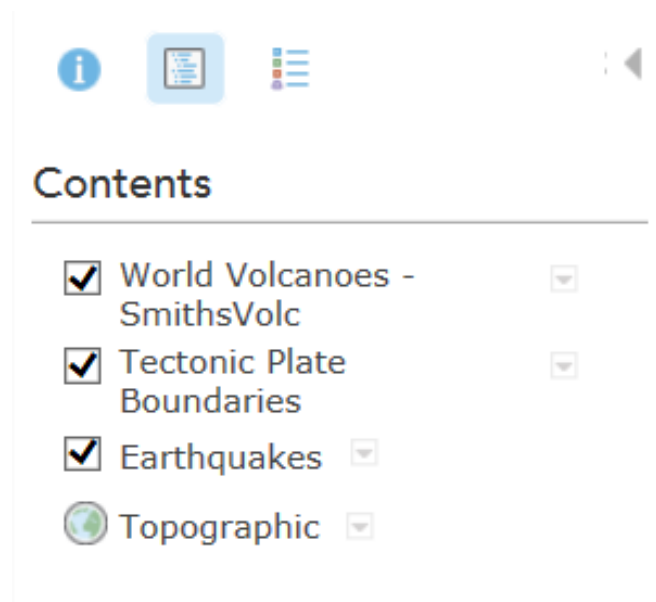 Contents
World Volcanoes -
SmithsVolc
Tectonic Plate
Boundaries
Earthquakes
Topographic